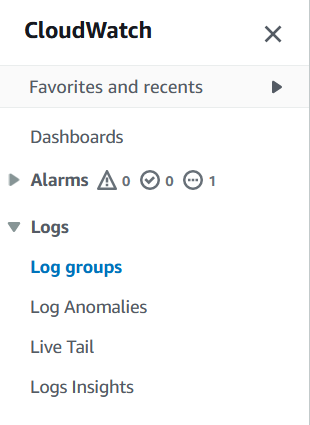 CloudWatch
Favorites and recents
Dashboards
Alarms 0 0 1
Logs
Log groups
Log Anomalies
Live Tail
Logs Insights